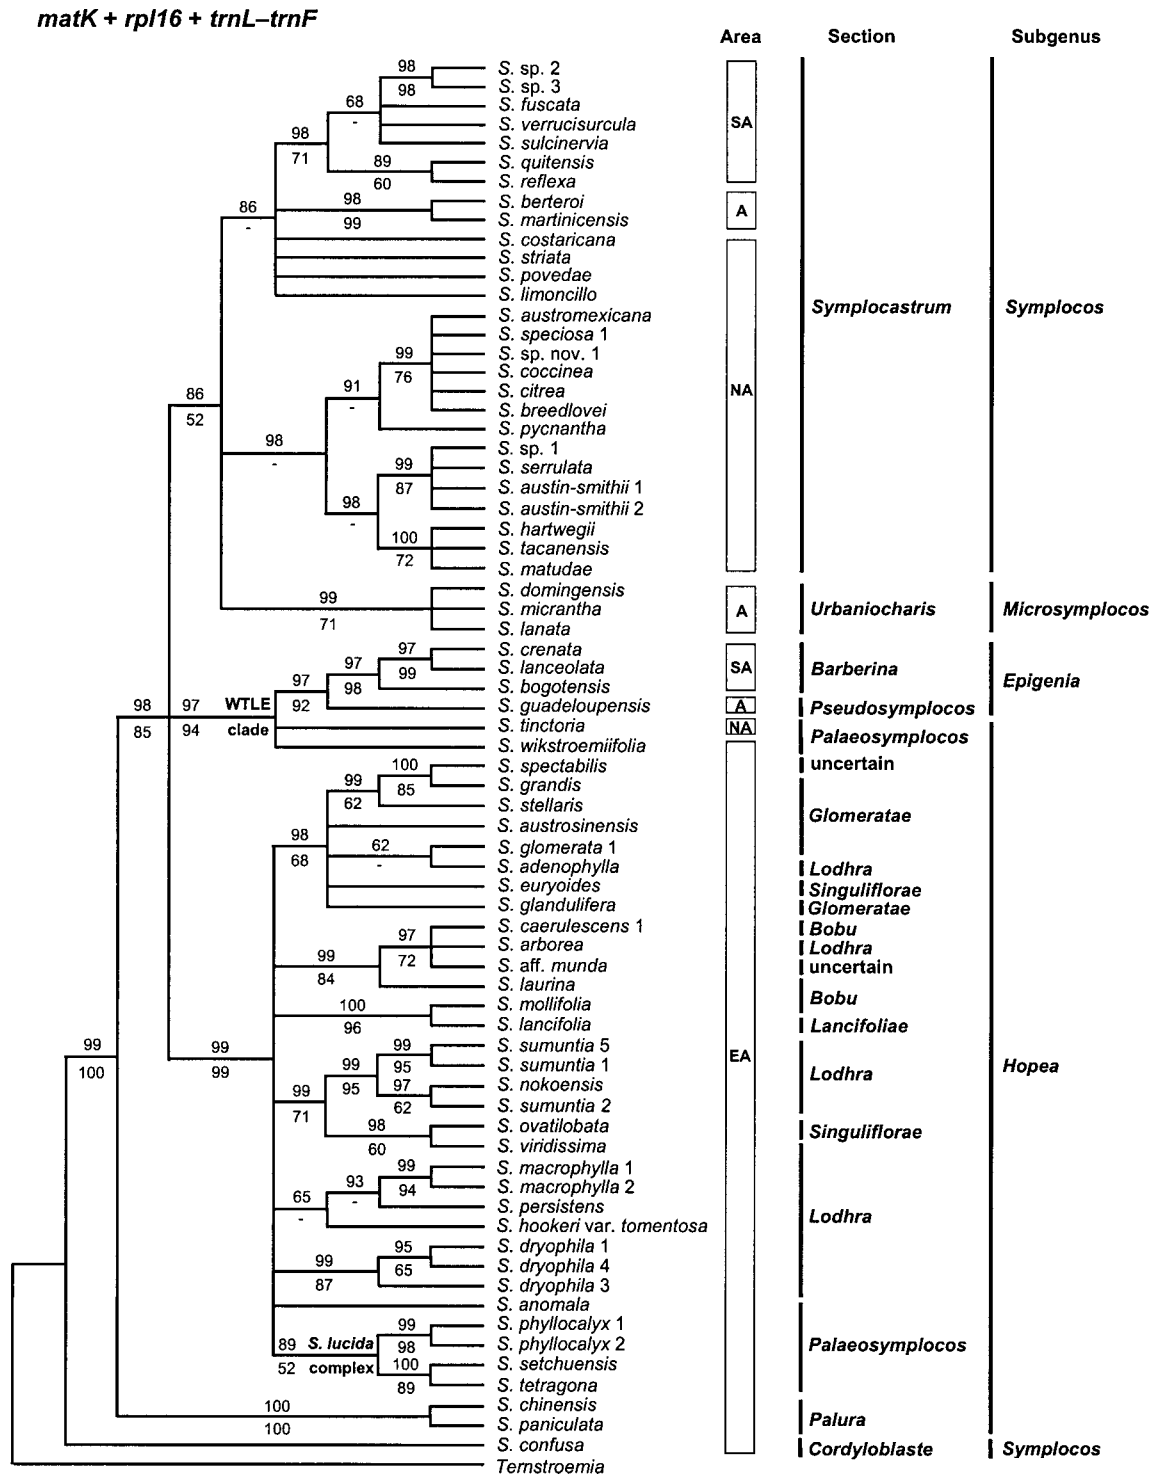 matK + rpl16 + trnL–trnF
Area Section Subgenus
98 S. sp. 2
98 S. sp. 3
68 S. fuscata
- S. verrucisurcula
SA
98 S. sulcinervia
71 89 S. quitensis
60 S. reflexa
98 S. berteroi
86 A
- 99 S. martinicensis
S. costaricana
S. striata
S. povedae
S. limoncillo
Symplocastrum Symplocos
S. austromexicana
S. speciosa 1
99 S. sp. nov. 1
76 S. coccinea
91 S. citrea
NA
- S. breedlovei
86
52 S. pycnantha
98 S. sp. 1
- 99 S. serrulata
87 S. austin-smithii 1
98 S. austin-smithii 2
- S. hartwegii
100 S. tacanensis
72 S. matudae
S. domingensis
99 S. micrantha A Urbaniocharis Microsymplocos
71 S. lanata
97 S. crenata
97 99 S. lanceolata SA Barberina
97 98 S. bogotensis Epigenia
92 S. guadeloupensis A Pseudosymplocos
98 97 WTLE
85 94 clade
S. tinctoria NA
Palaeosymplocos
S. wikstroemiifolia
100 S. spectabilis uncertain
99 85 S. grandis
62 S. stellaris
Glomeratae
98 S. austrosinensis
68 62 S. glomerata 1
- S. adenophylla Lodhra
S. euryoides Singuliflorae
S. glandulifera Glomeratae
97 S. caerulescens 1 Bobu
99 72 S. arborea Lodhra
84 S. aff. munda uncertain
S. laurina
Bobu
100 S. mollifolia
96 S. lancifolia Lancifoliae
99 99 S. sumuntia 5
100 99 EA Hopea
99 99 95 S. sumuntia 1
Lodhra
95 97 S. nokoensis
99 62 S. sumuntia 2
71 98 S. ovatilobata
Singuliflorae
60 S. viridissima
99 S. macrophylla 1
93 94 S. macrophylla 2
65 - S. persistens
Lodhra
- S. hookeri var. tomentosa
95 S. dryophila 1
99 65 S. dryophila 4
87 S. dryophila 3
S. anomala
99 S. phyllocalyx 1
89 S. lucida 98 S. phyllocalyx 2 Palaeosymplocos
52 complex 100 S. setchuensis
89 S. tetragona
100 S. chinensis
Palura
100 S. paniculata
S. confusa Cordyloblaste Symplocos
Ternstroemia